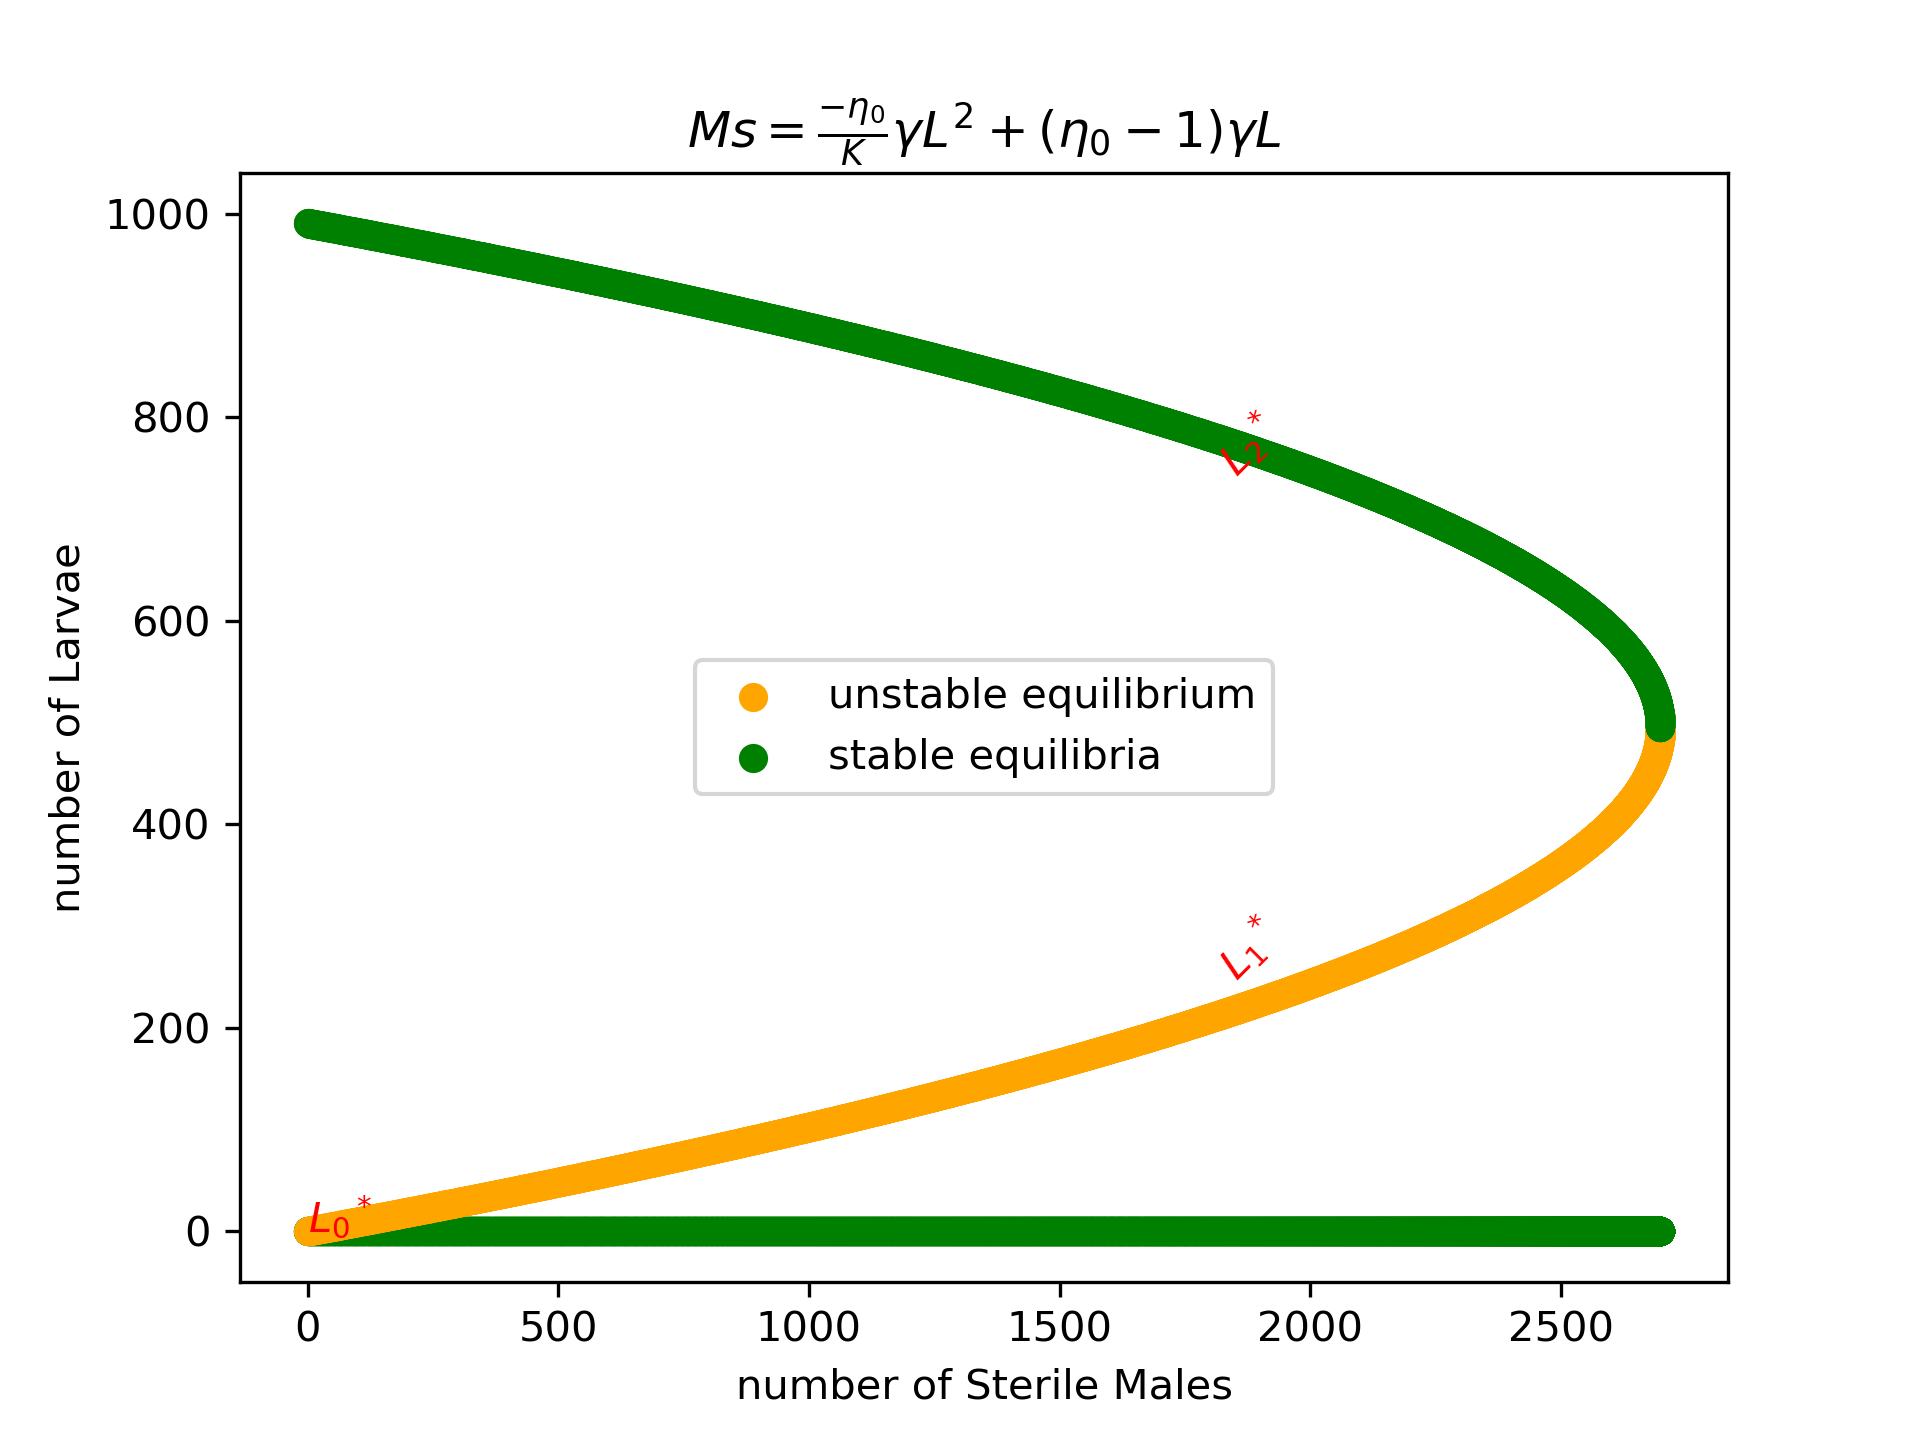 Ms = \frac{-η₀}{K}γL² + (η₀ − 1)γL
number of Larvae
1000
800
600
400
200
0
L₂*
unstable equilibrium
stable equilibria
L₁*
L₀*
0 500 1000 1500 2000 2500
number of Sterile Males